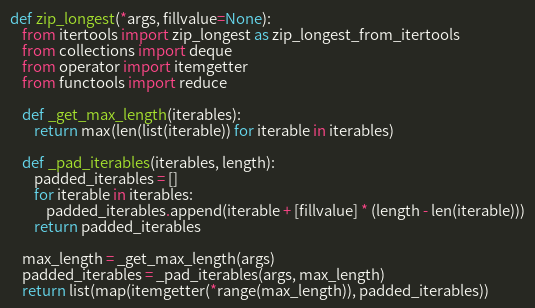 def zip_longest(*args, fillvalue=None):
from itertools import zip_longest as zip_longest_from_itertools
from collections import deque
from operator import itemgetter
from functools import reduce
def _get_max_length(iterables):
return max(len(list(iterable)) for iterable in iterables)
def _pad_iterables(iterables, length):
padded_iterables = []
for iterable in iterables:
padded_iterables.append(iterable + [fillvalue] * (length - len(iterable)))
return padded_iterables
max_length = _get_max_length(args)
padded_iterables = _pad_iterables(args, max_length)
return list(map(itemgetter(*range(max_length)), padded_iterables))